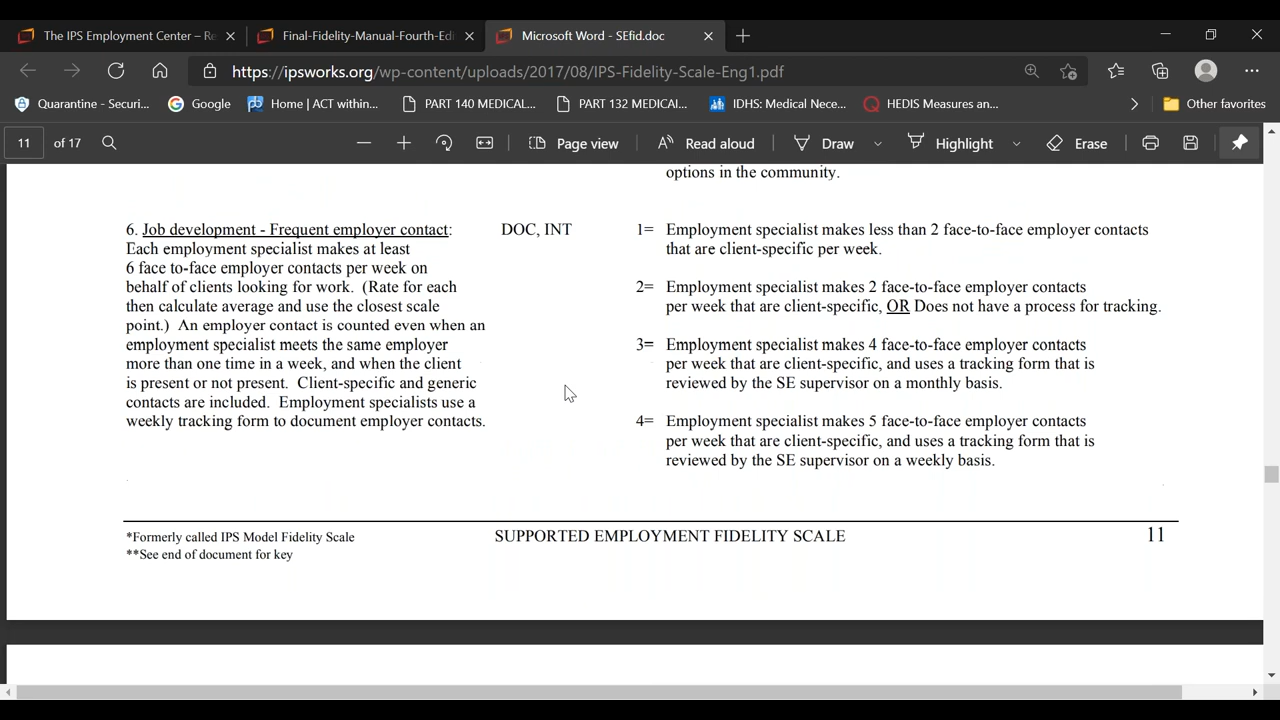 The IPS Employment Center – Re
Final-Fidelity-Manual-Fourth-Edi
Microsoft Word - SEfid.doc
https://ipsworks.org/wp-content/uploads/2017/08/IPS-Fidelity-Scale-Eng1.pdf
Quarantine - Securi...
Google
Home | ACT within...
PART 140 MEDICAL...
PART 132 MEDICAI...
IDHS: Medical Nece...
HEDIS Measures an...
Other favorites
11 of 17
Page view
Read aloud
Draw
Highlight
Erase
options in the community.
6. Job development - Frequent employer contact:
Each employment specialist makes at least
6 face to-face employer contacts per week on
behalf of clients looking for work. (Rate for each
then calculate average and use the closest scale
point.) An employer contact is counted even when an
employment specialist meets the same employer
more than one time in a week, and when the client
is present or not present. Client-specific and generic
contacts are included. Employment specialists use a
weekly tracking form to document employer contacts.
DOC, INT
1= Employment specialist makes less than 2 face-to-face employer contacts
that are client-specific per week.
2= Employment specialist makes 2 face-to-face employer contacts
per week that are client-specific, OR Does not have a process for tracking.
3= Employment specialist makes 4 face-to-face employer contacts
per week that are client-specific, and uses a tracking form that is
reviewed by the SE supervisor on a monthly basis.
4= Employment specialist makes 5 face-to-face employer contacts
per week that are client-specific, and uses a tracking form that is
reviewed by the SE supervisor on a weekly basis.
*Formerly called IPS Model Fidelity Scale
**See end of document for key
SUPPORTED EMPLOYMENT FIDELITY SCALE
11